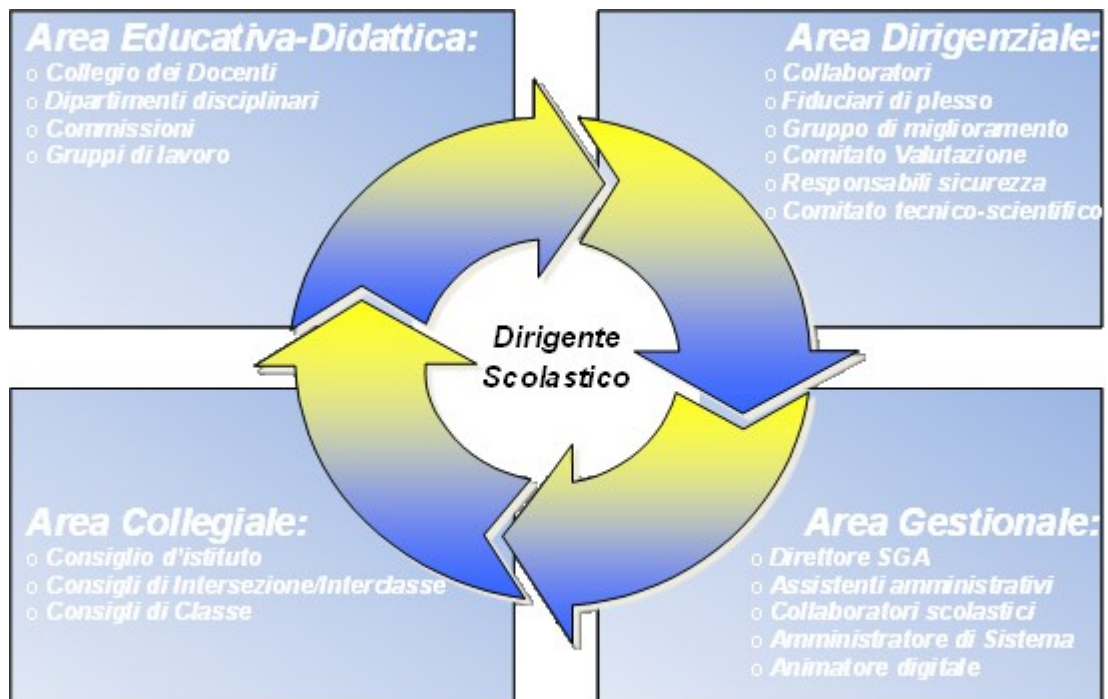 Area Educativa-Didattica:
o Collegio dei Docenti
o Dipartimenti disciplinari
o Commissioni
o Gruppi di lavoro
Area Dirigenziale:
o Collaboratori
o Fiduciari di plesso
o Gruppo di miglioramento
o Comitato Valutazione
o Responsabili sicurezza
o Comitato tecnico-scientifico
Dirigente
Scolastico
Area Collegiale:
o Consiglio d'istituto
o Consigli di Intersezione/Interclasse
o Consigli di Classe
Area Gestionale:
o Direttore SGA
o Assistenti amministrativi
o Collaboratori scolastici
o Amministratore di Sistema
o Animatore digitale